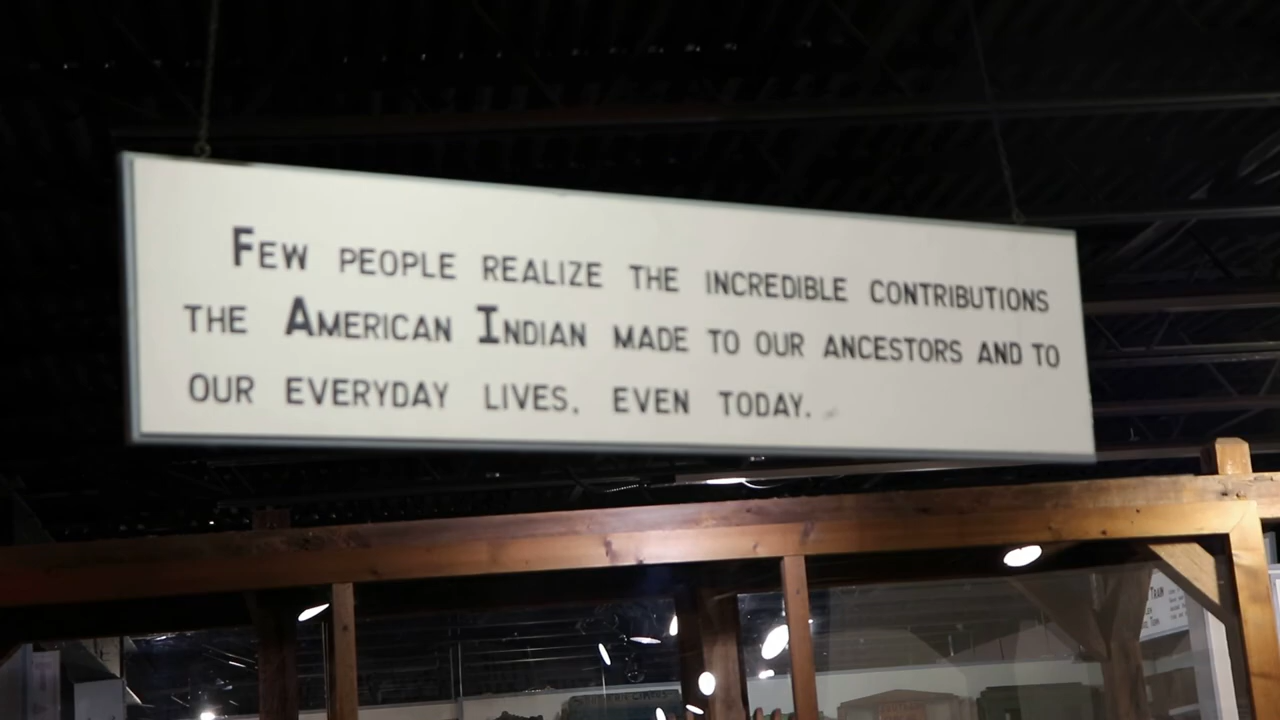 FEW PEOPLE REALIZE THE INCREDIBLE CONTRIBUTIONS
THE AMERICAN INDIAN MADE TO OUR ANCESTORS AND TO
OUR EVERYDAY LIVES, EVEN TODAY.
TRAIN